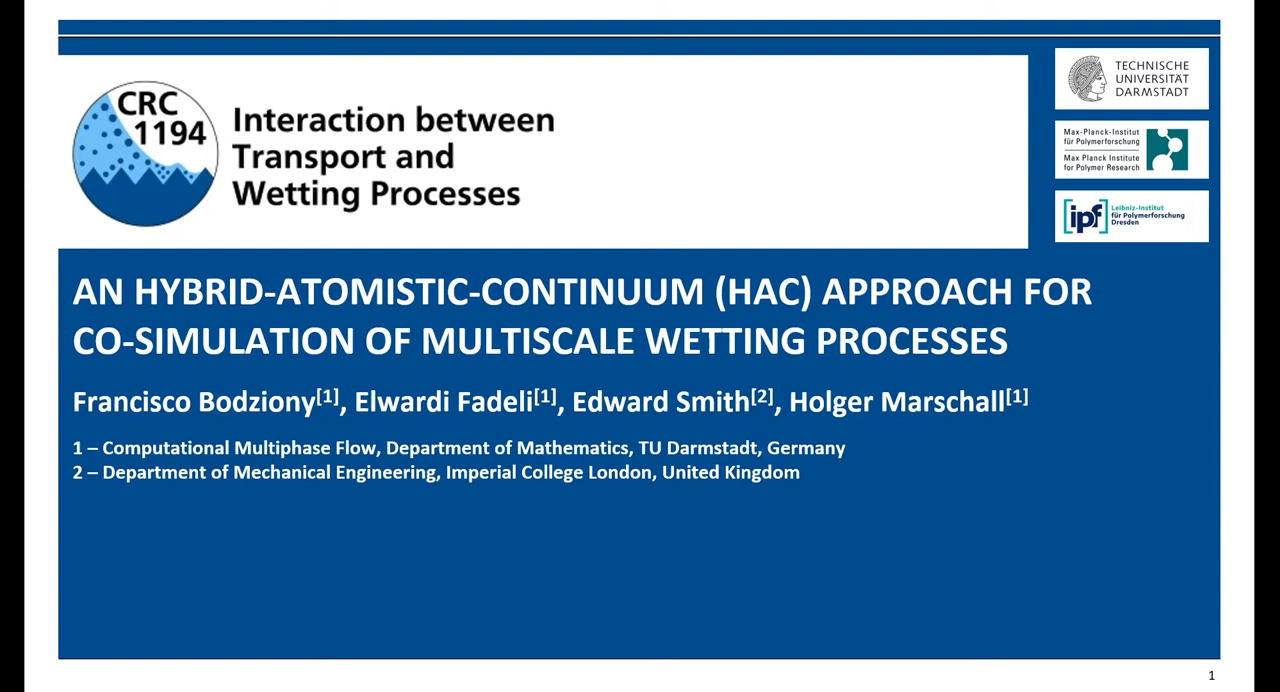 CRC
1194
Interaction between
Transport and
Wetting Processes
TECHNISCHE
UNIVERSITÄT
DARMSTADT
Max-Planck-Institut
für Polymerforschung
Max Planck Institute
for Polymer Research
ipf
Leibniz-Institut
für Polymerforschung
Dresden
AN HYBRID-ATOMISTIC-CONTINUUM (HAC) APPROACH FOR
CO-SIMULATION OF MULTISCALE WETTING PROCESSES
Francisco Bodziony[1], Elwardi Fadeli[1], Edward Smith[2], Holger Marschall[1]
1 – Computational Multiphase Flow, Department of Mathematics, TU Darmstadt, Germany
2 – Department of Mechanical Engineering, Imperial College London, United Kingdom
1